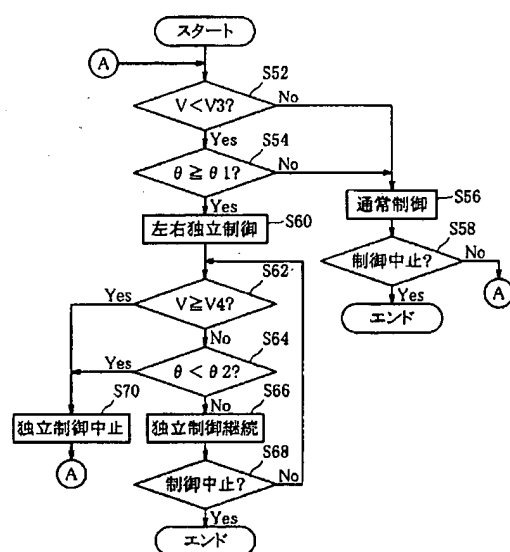 スタート
A
S52
V<V3?
No
Yes
S54
θ≧θ1?
No
Yes
S56
通常制御
S60
左右独立制御
S58
制御中止?
No
A
Yes
エンド
S62
V≧V4?
Yes
No
S64
θ<θ2?
Yes
No
S70
独立制御中止
A
S66
独立制御継続
S68
制御中止?
No
Yes
エンド